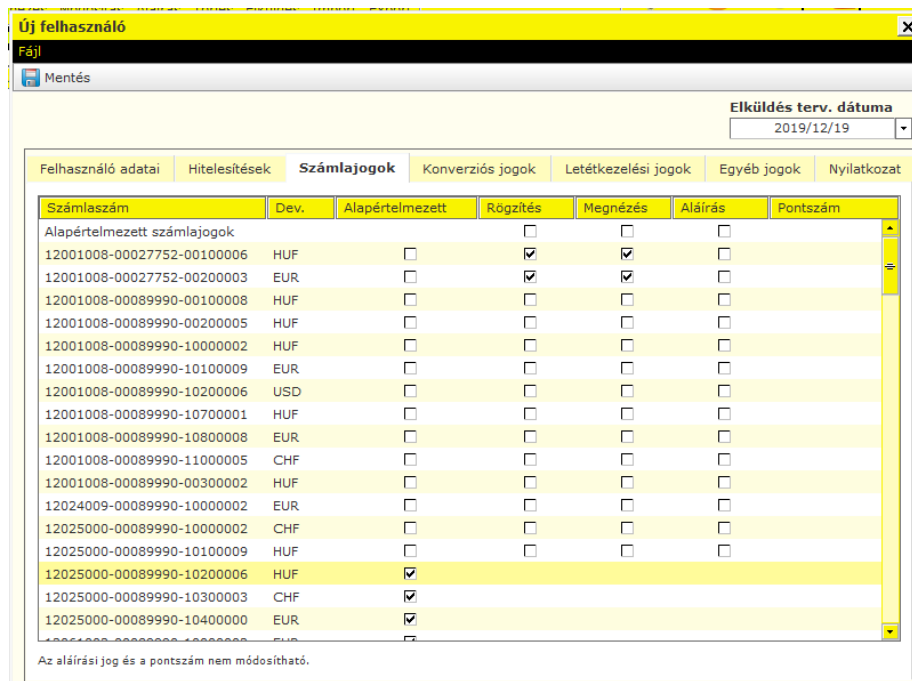 Új felhasználó
Fájl
Mentés
Elküldés terv. dátuma
2019/12/19
Felhasználó adatai Hitelesítések Számlajogok Konverziós jogok Letétkezelési jogok Egyéb jogok Nyilatkozat
Számlaszám Dev. Alapértelmezett Rögzítés Megnézés Aláírás Pontszám
Alapértelmezett számlajogok
12001008-00027752-00100006 HUF
12001008-00027752-00200003 EUR
12001008-00089990-00100008 HUF
12001008-00089990-00200005 HUF
12001008-00089990-10000002 HUF
12001008-00089990-10100009 EUR
12001008-00089990-10200006 USD
12001008-00089990-10700001 HUF
12001008-00089990-10800008 EUR
12001008-00089990-11000005 CHF
12001008-00089990-00300002 HUF
12024009-00089990-10000002 EUR
12025000-00089990-10000002 CHF
12025000-00089990-10100009 HUF
12025000-00089990-10200006 HUF
12025000-00089990-10300003 CHF
12025000-00089990-10400000 EUR
Az aláírási jog és a pontszám nem módosítható.